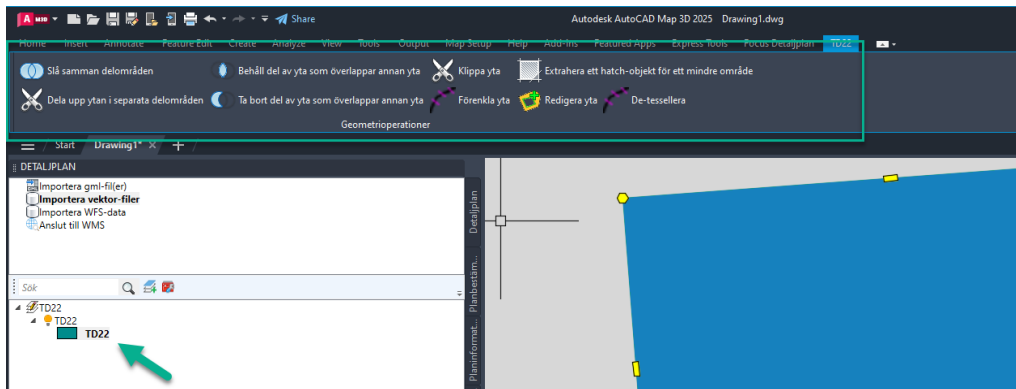 A M3D Share Autodesk AutoCAD Map 3D 2025 Drawing1.dwg
Home Insert Annotate Feature Edit Create Analyze View Tools Output Map Setup Help Add-ins Featured Apps Express Tools Focus Detaljplan TD22
Slå samman delområden Behåll del av yta som överlappar annan yta Klippa yta Extrahera ett hatch-objekt för ett mindre område
Dela upp ytan i separata delområden Ta bort del av yta som överlappar annan yta Förenkla yta Redigera yta De-tessellera
Geometrioperationer
Start Drawing1*
DETALJPLAN
Importera gml-fil(er)
Importera vektor-filer
Importera WFS-data
Anslut till WMS
Sök
TD22
TD22
TD22
Detaljplan
Planbestäm...
Planinformat...